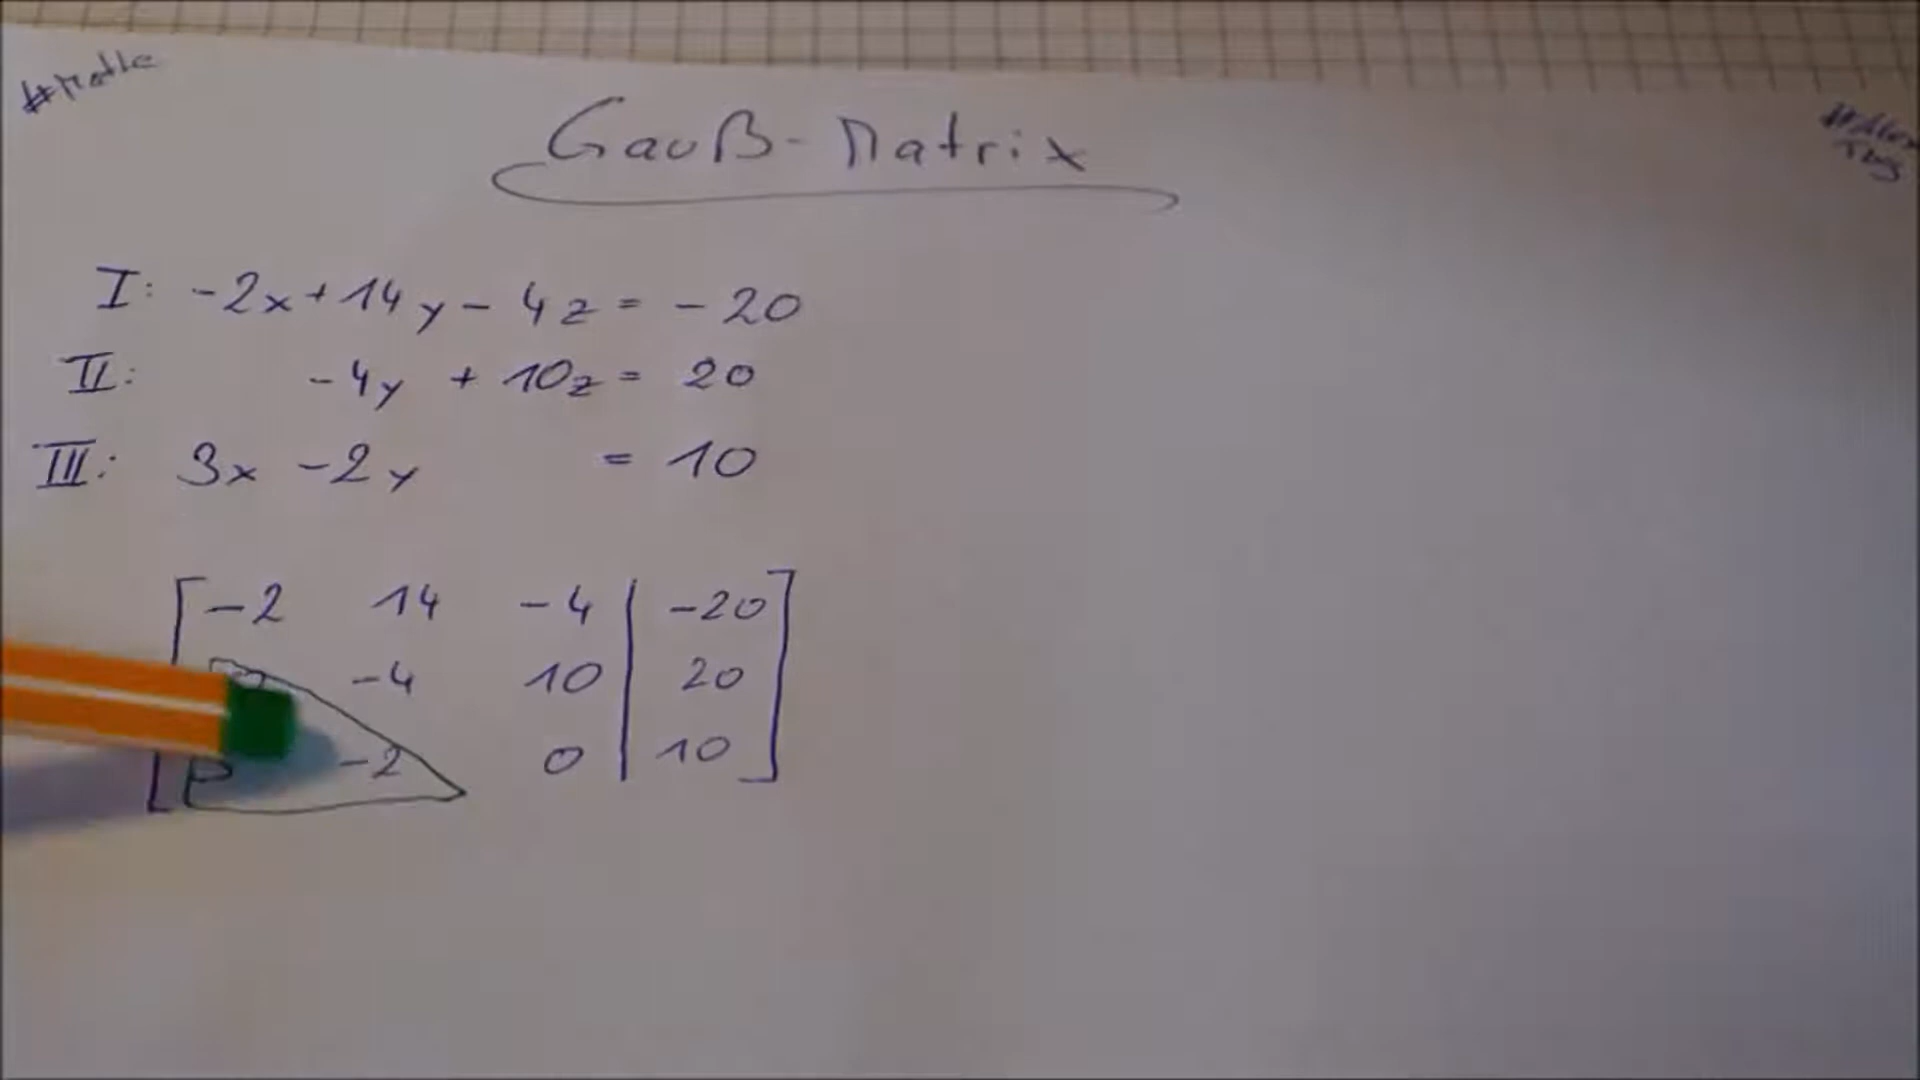 #Mathe
Gauß-Matrix
I: -2x+14y-4z = -20
II: -4y + 10z = 20
III: 3x -2y = 10
-2 14 -4 | -20
-4 10 | 20
-2 0 | 10